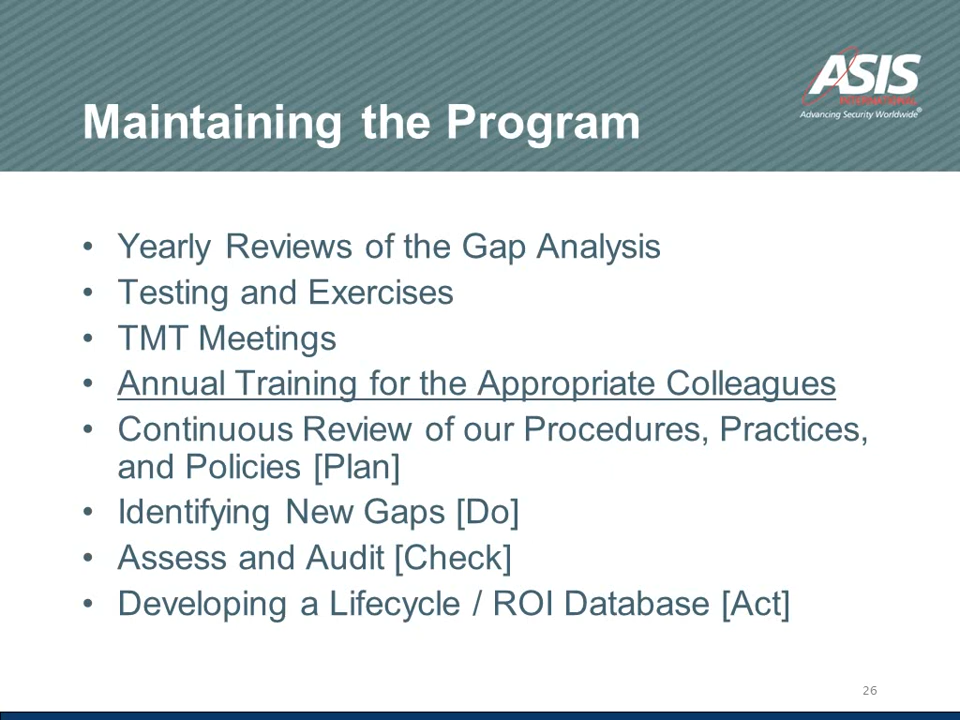 ASIS
INTERNATIONAL
Advancing Security Worldwide®
Maintaining the Program
• Yearly Reviews of the Gap Analysis
• Testing and Exercises
• TMT Meetings
• Annual Training for the Appropriate Colleagues
• Continuous Review of our Procedures, Practices,
and Policies [Plan]
• Identifying New Gaps [Do]
• Assess and Audit [Check]
• Developing a Lifecycle / ROI Database [Act]
26